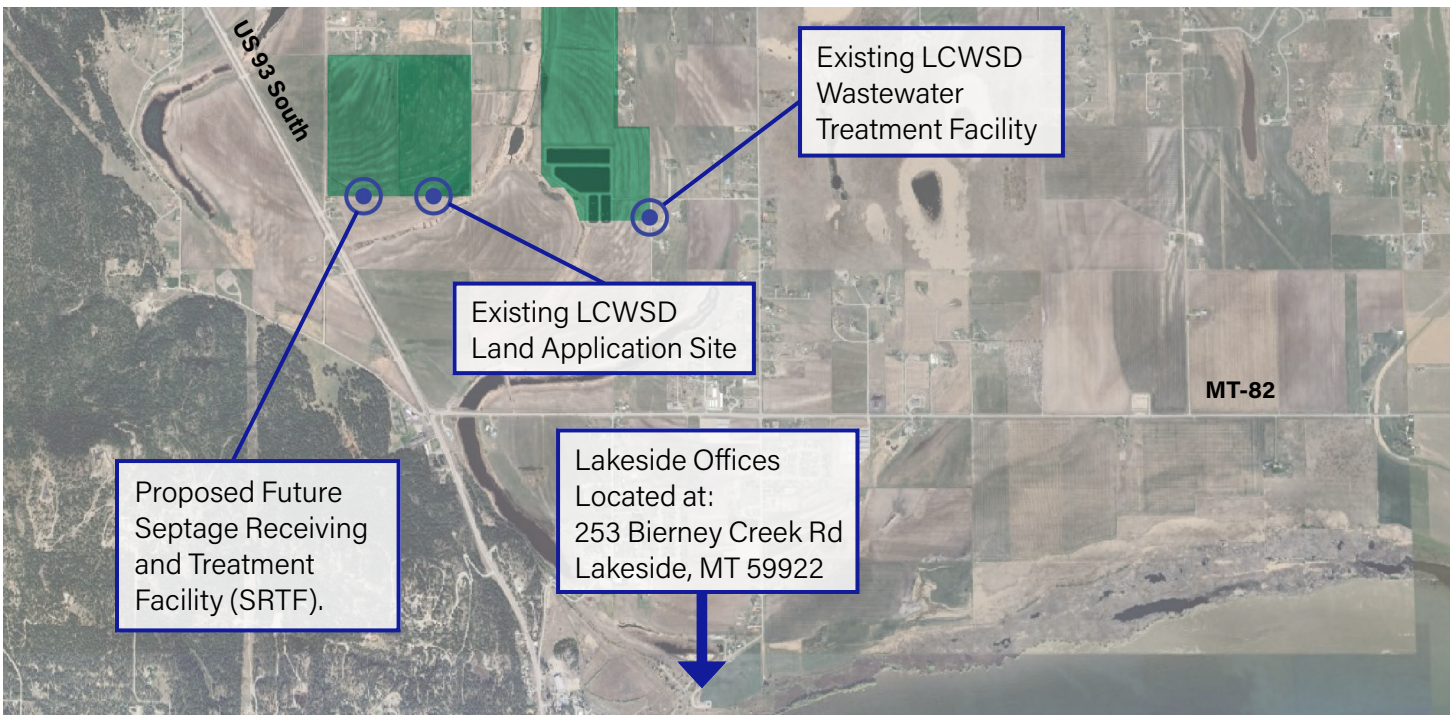 US 93 South
Existing LCWSD
Wastewater
Treatment Facility
Existing LCWSD
Land Application Site
MT-82
Proposed Future
Septage Receiving
and Treatment
Facility (SRTF).
Lakeside Offices
Located at:
253 Bierney Creek Rd
Lakeside, MT 59922